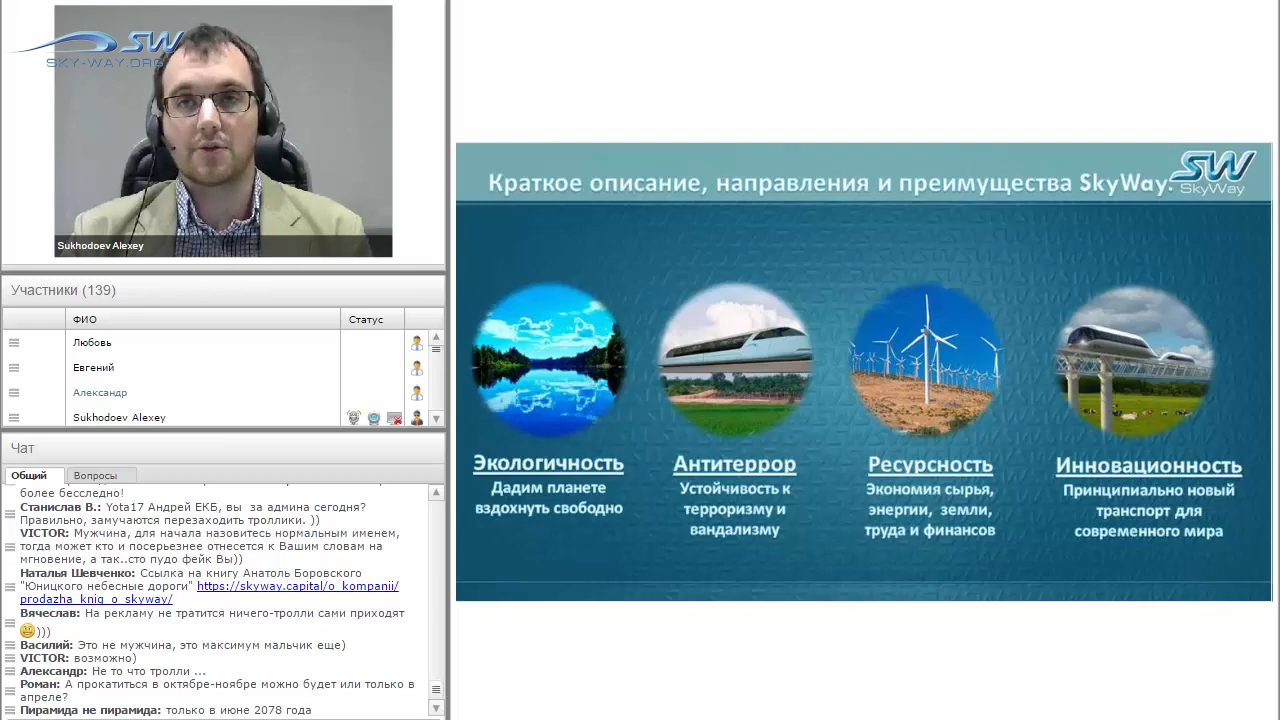 SW
SKY-WAY.ORG
Sukhodoev Alexey
Участники (139)
ФИО
Статус
Любовь
Евгений
Александр
Sukhodoev Alexey
Чат
Общий
Вопросы
более бесследно!
Станислав В.: Yota17 Андрей ЕКБ, вы за админа сегодня?
Правильно, замучаются перезаходить троллики. ))
VICTOR: Мужчина, для начала назовитесь нормальным именем,
тогда может кто и посерьезнее отнесется к Вашим словам на
мгновение, а так..сто пудо фейк Вы))
Наталья Шевченко: Ссылка на книгу Анатоль Боровского
"Юницкого небесные дороги" https://skyway.capital/o_kompanii/
prodazha_knig_o_skyway/
Вячеслав: На рекламу не тратится ничего-тролли сами приходят
)))
Василий: Это не мужчина, это максимум мальчик еще)
VICTOR: возможно)
Александр: Не то что тролли ...
Роман: А прокатиться в октябре-ноябре можно будет или только в
апреле?
Пирамида не пирамида: только в июне 2078 года
Краткое описание, направления и преимущества SkyWay.
SW
SkyWay
Экологичность
Дадим планете
вздохнуть свободно
Антитеррор
Устойчивость к
терроризму и
вандализму
Ресурсность
Экономия сырья,
энергии, земли,
труда и финансов
Инновационность
Принципиально новый
транспорт для
современного мира